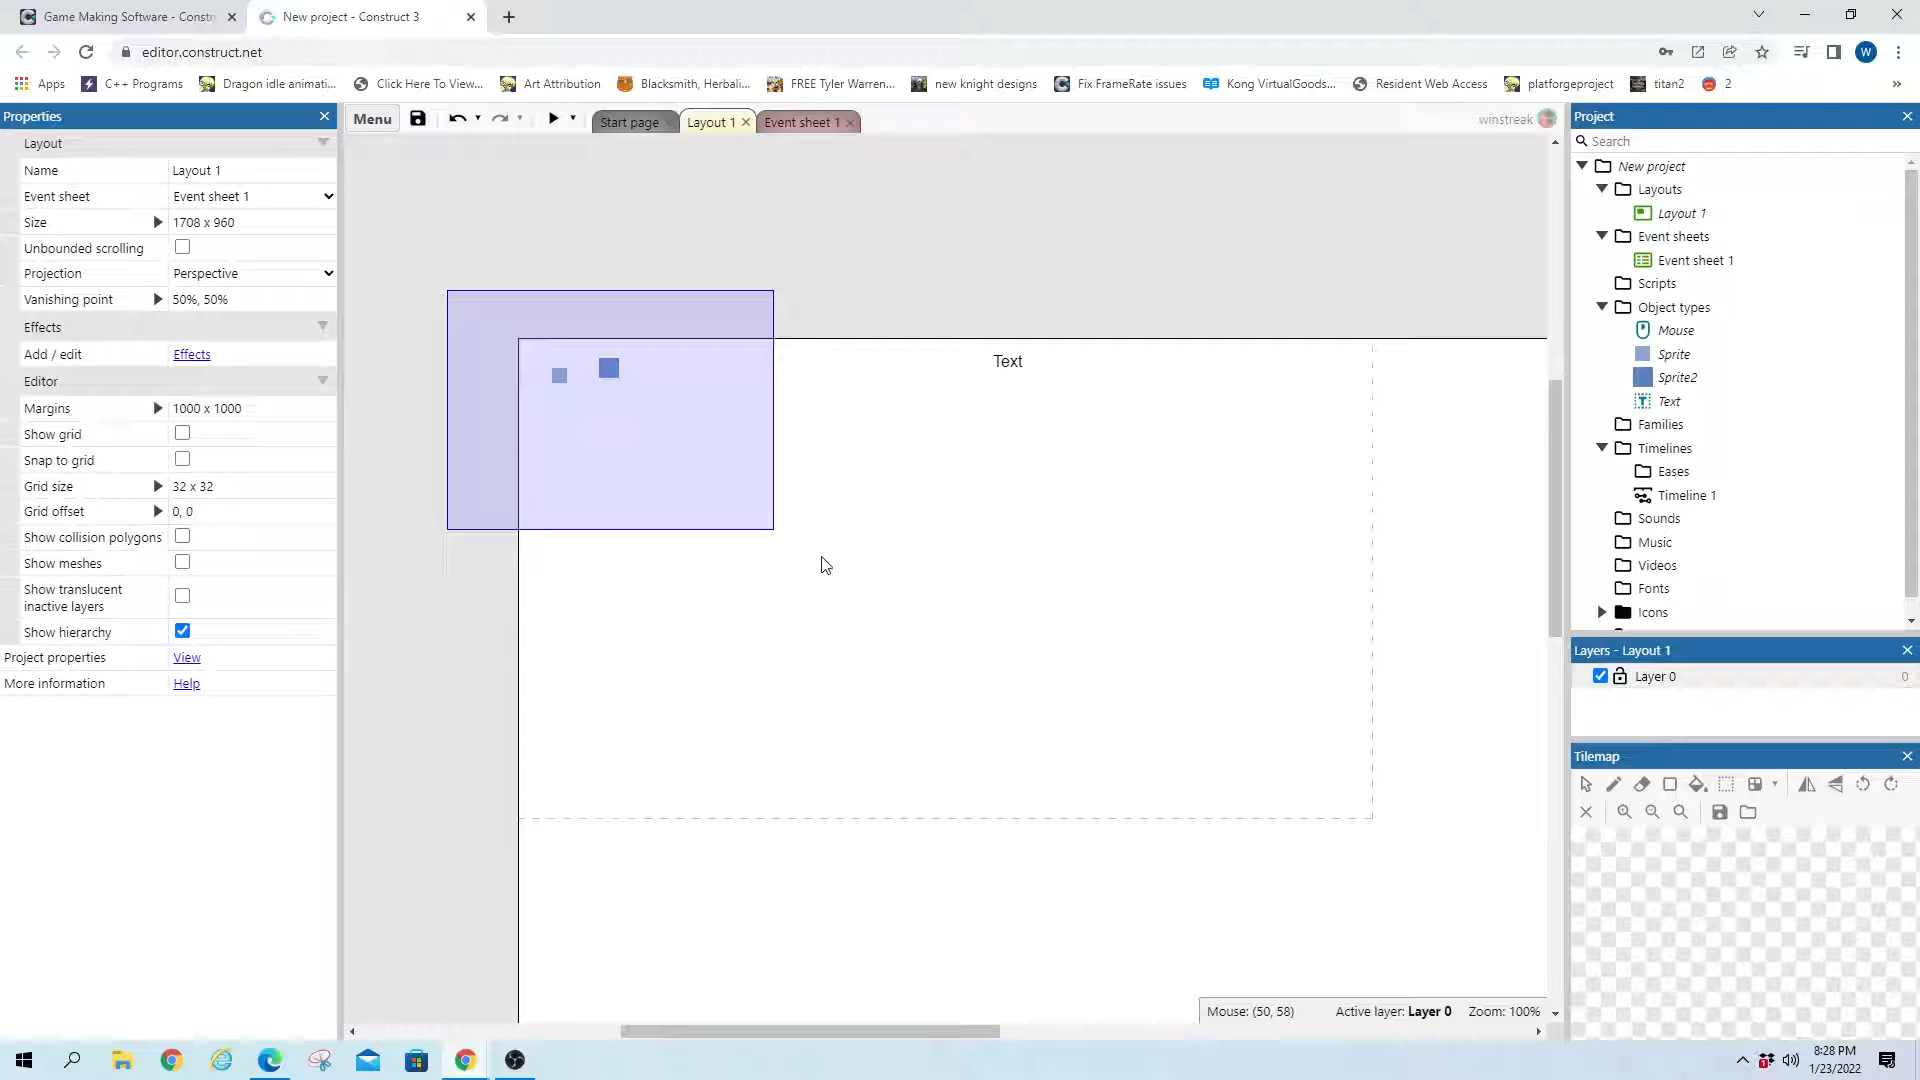 Game Making Software - Constr
New project - Construct 3
editor.construct.net
W
Apps
C++ Programs
Dragon idle animati...
Click Here To View...
Art Attribution
Blacksmith, Herbali...
FREE Tyler Warren...
new knight designs
Fix FrameRate issues
Kong VirtualGoods...
Resident Web Access
platforgeproject
titan2
2
»
Properties
Menu
Start page
Layout 1
Event sheet 1
winstreak
Layout
Name Layout 1
Event sheet Event sheet 1
Size 1708 x 960
Unbounded scrolling
Projection Perspective
Vanishing point 50%, 50%
Effects
Add / edit Effects
Editor
Margins 1000 x 1000
Show grid
Snap to grid
Grid size 32 x 32
Grid offset 0, 0
Show collision polygons
Show meshes
Show translucent
inactive layers
Show hierarchy
Project properties View
More information Help
Text
Mouse: (50, 58) Active layer: Layer 0 Zoom: 100%
Project
Search
New project
Layouts
Layout 1
Event sheets
Event sheet 1
Scripts
Object types
Mouse
Sprite
Sprite2
Text
Families
Timelines
Eases
Timeline 1
Sounds
Music
Videos
Fonts
Icons
Layers - Layout 1
Layer 0 0
Tilemap
8:28 PM
1/23/2022